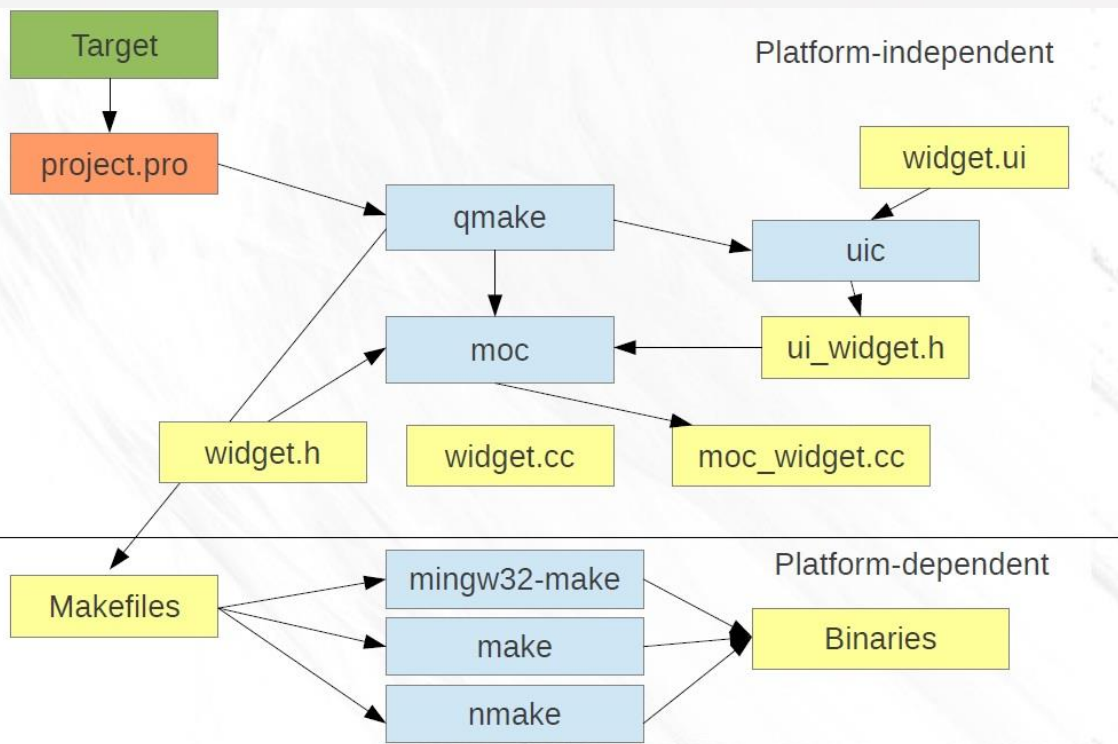 Target
Platform-independent
project.pro
widget.ui
qmake
uic
moc
ui_widget.h
widget.h
widget.cc
moc_widget.cc
Platform-dependent
Makefiles
mingw32-make
make
Binaries
nmake